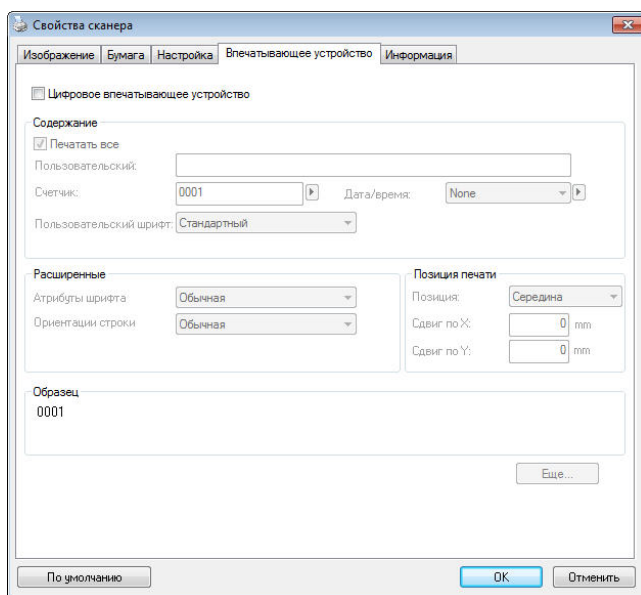 Свойства сканера
Изображение Бумага Настройка Впечатывающее устройство Информация
Цифровое впечатывающее устройство
Содержание
Печатать все
Пользовательский:
Счетчик: 0001 Дата/время: None
Пользовательский шрифт: Стандартный
Расширенные Позиция печати
Атрибуты шрифта Обычная Позиция: Середина
Ориентации строки Обычная Сдвиг по X: 0 mm
Сдвиг по Y: 0 mm
Образец
0001
Еще...
По умолчанию OK Отменить